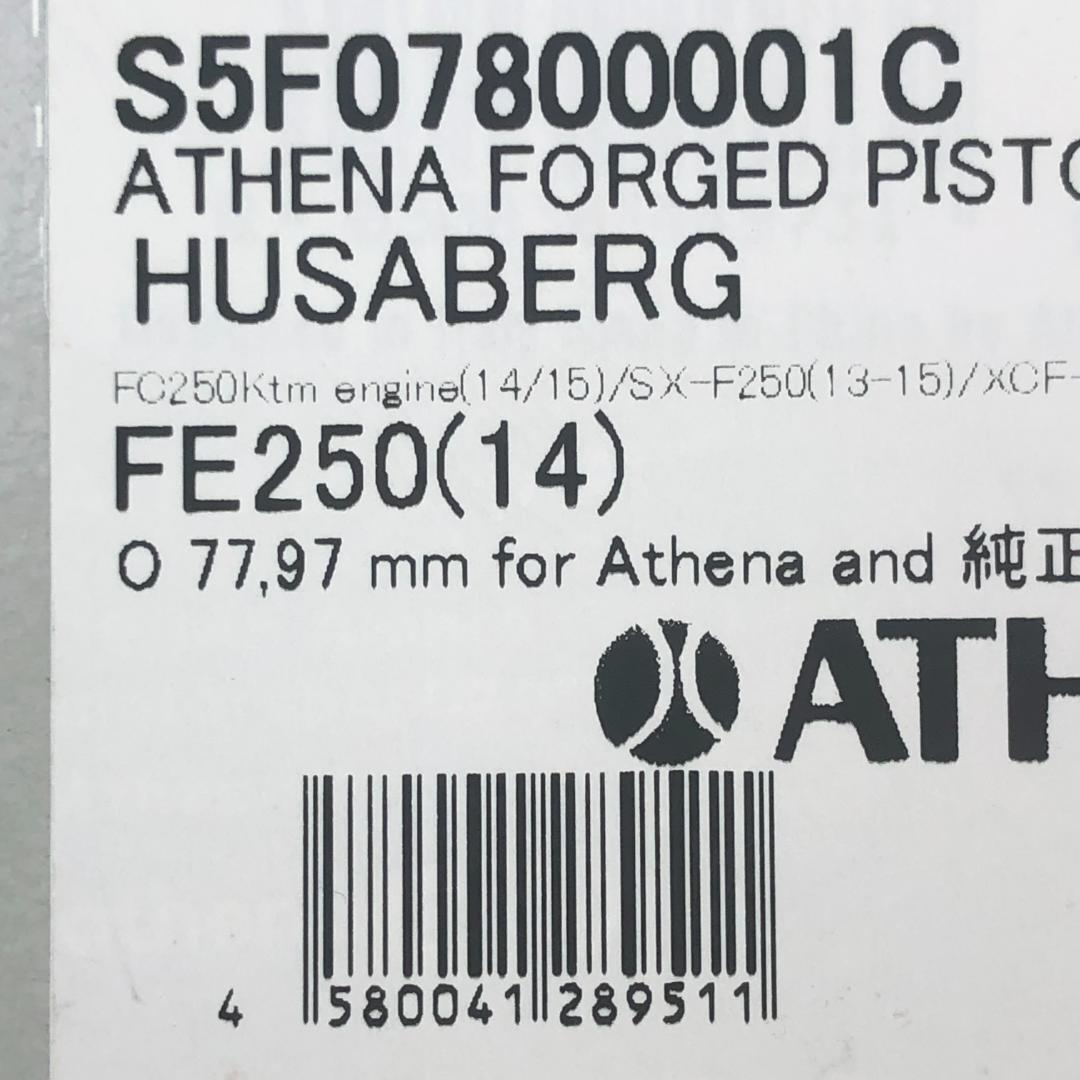 S5F07800001C
ATHENA FORGED PISTO
HUSABERG
FC250Ktm engine(14/15)/SX-F250(13-15)/XCF-
FE250(14)
O 77,97 mm for Athena and 純正
ATH
4 580041 289511